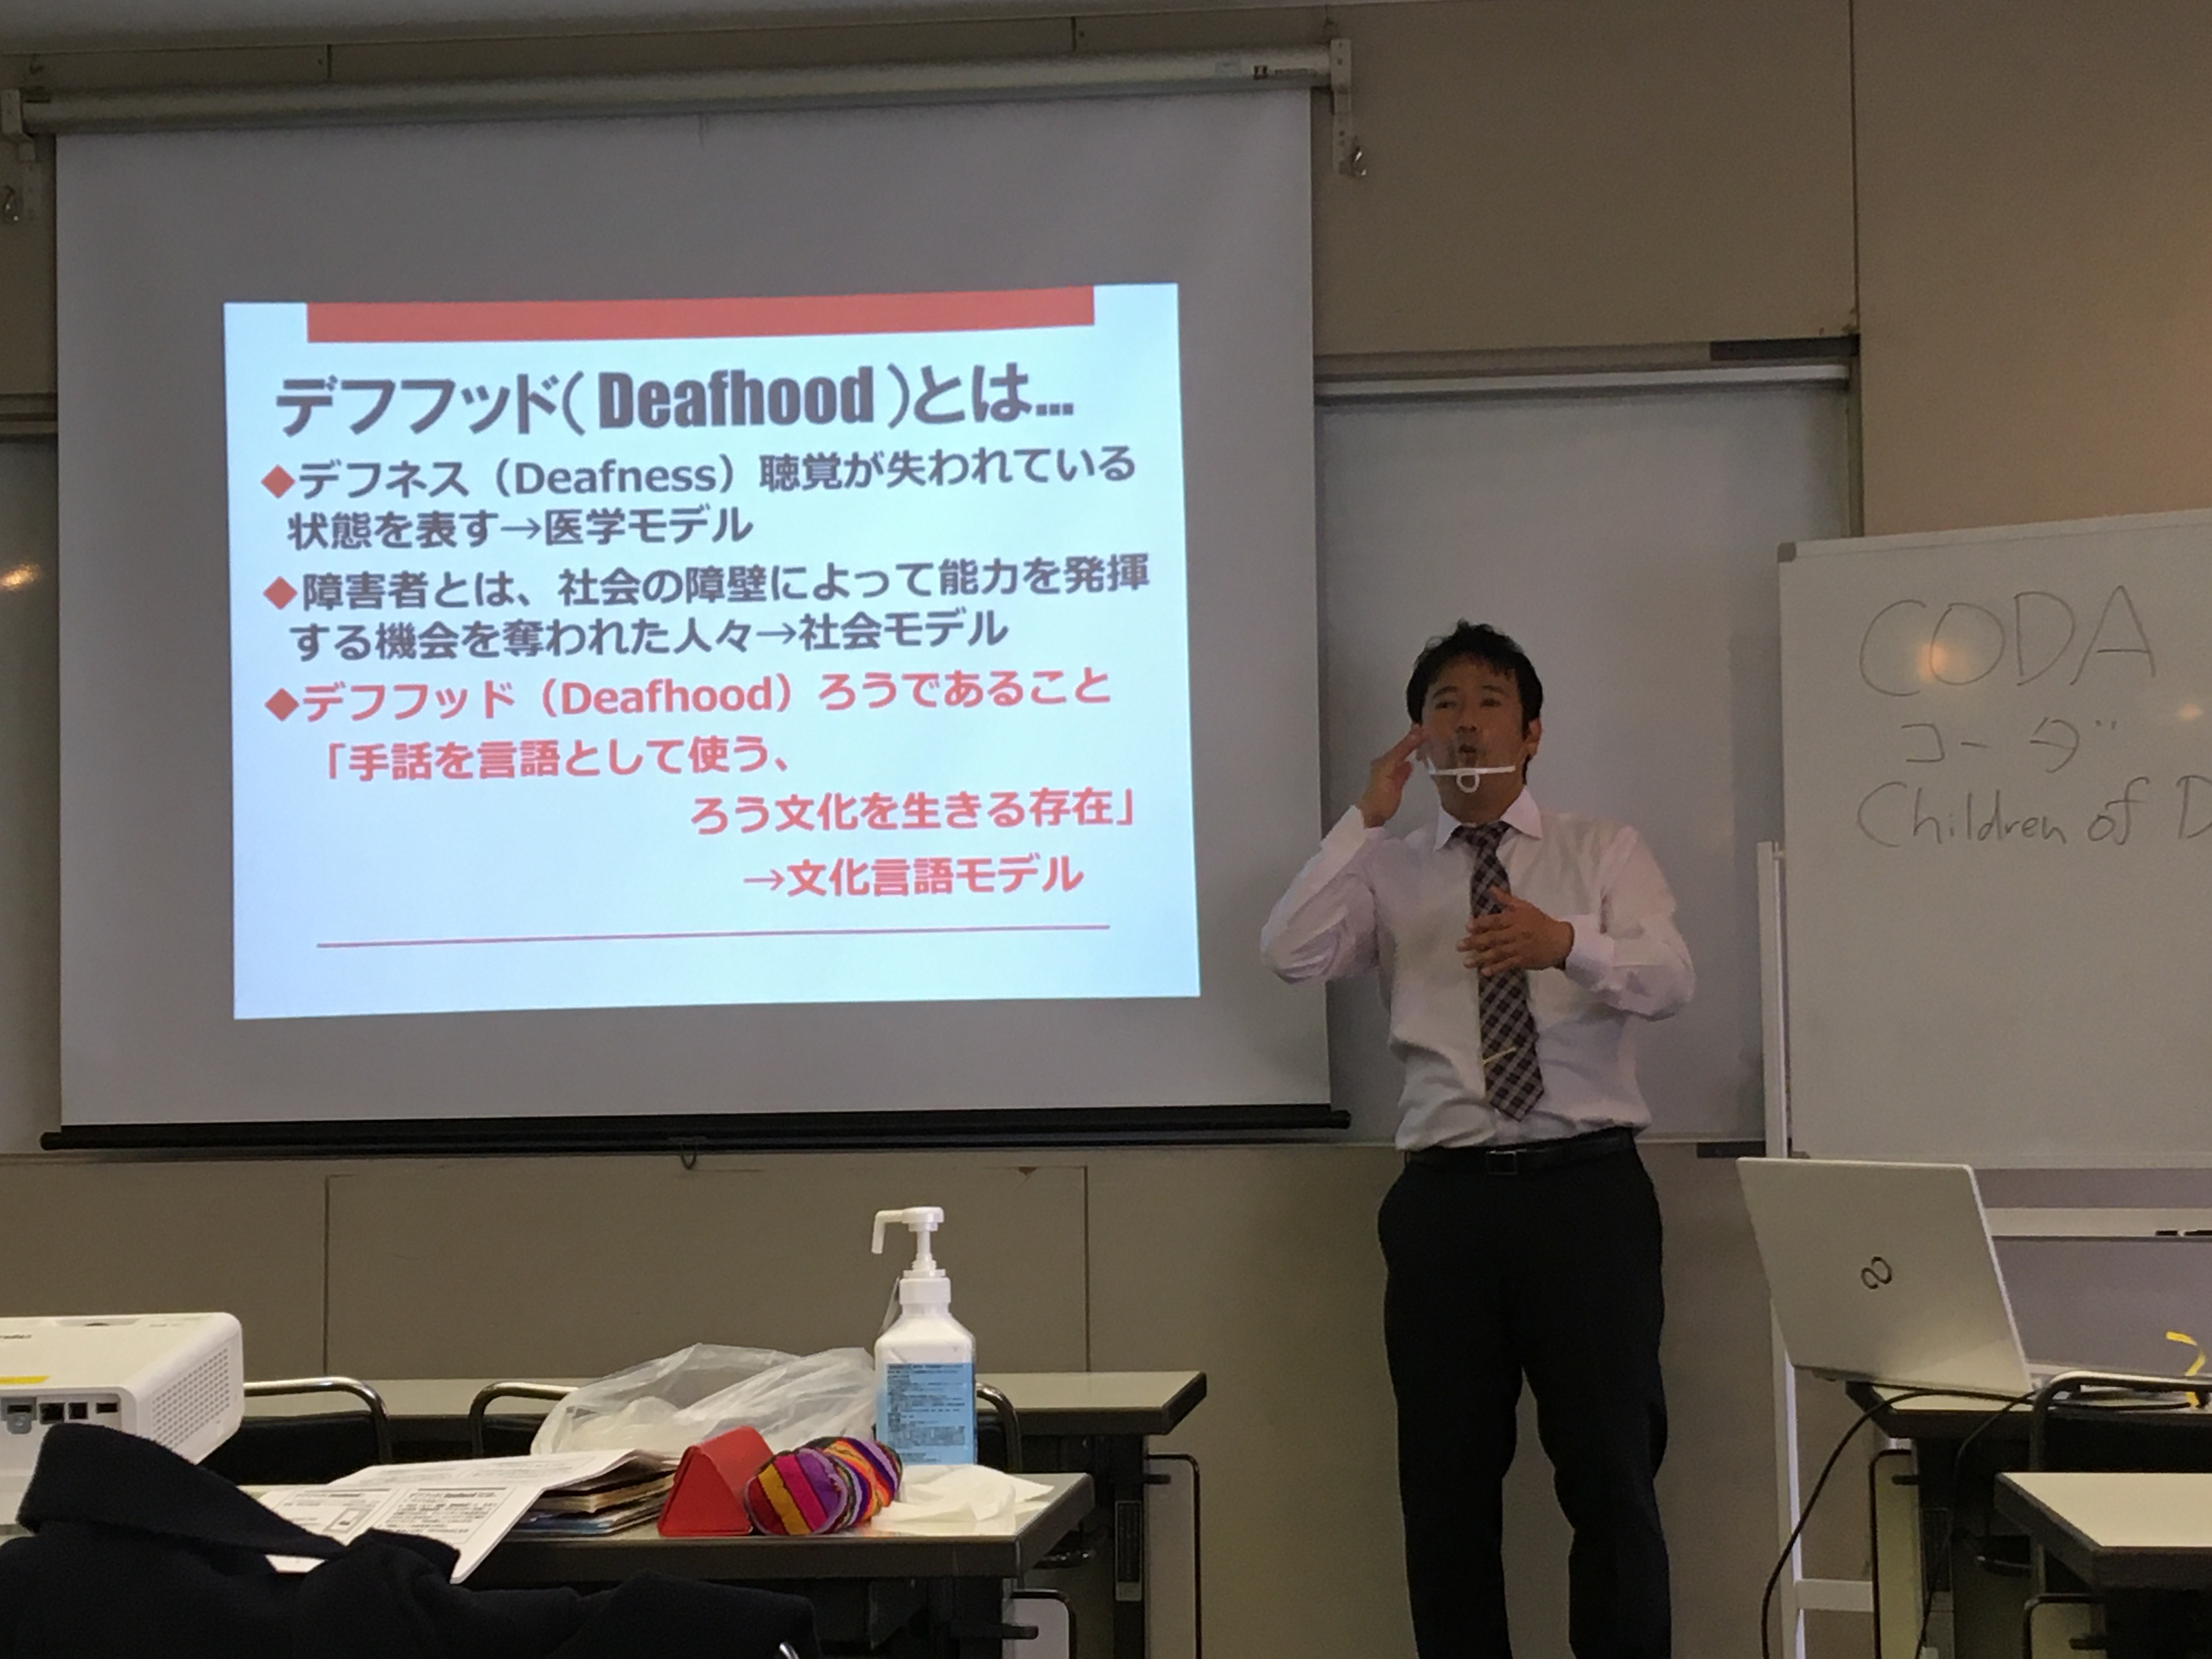 デフフッド( Deafhood )とは...
◆デフネス（Deafness）聴覚が失われている
状態を表す→医学モデル
◆障害者とは、社会の障壁によって能力を発揮
する機会を奪われた人々→社会モデル
◆デフフッド（Deafhood）ろうであること
「手話を言語として使う、
ろう文化を生きる存在」
→文化言語モデル
CODA
コーダ
Children of D